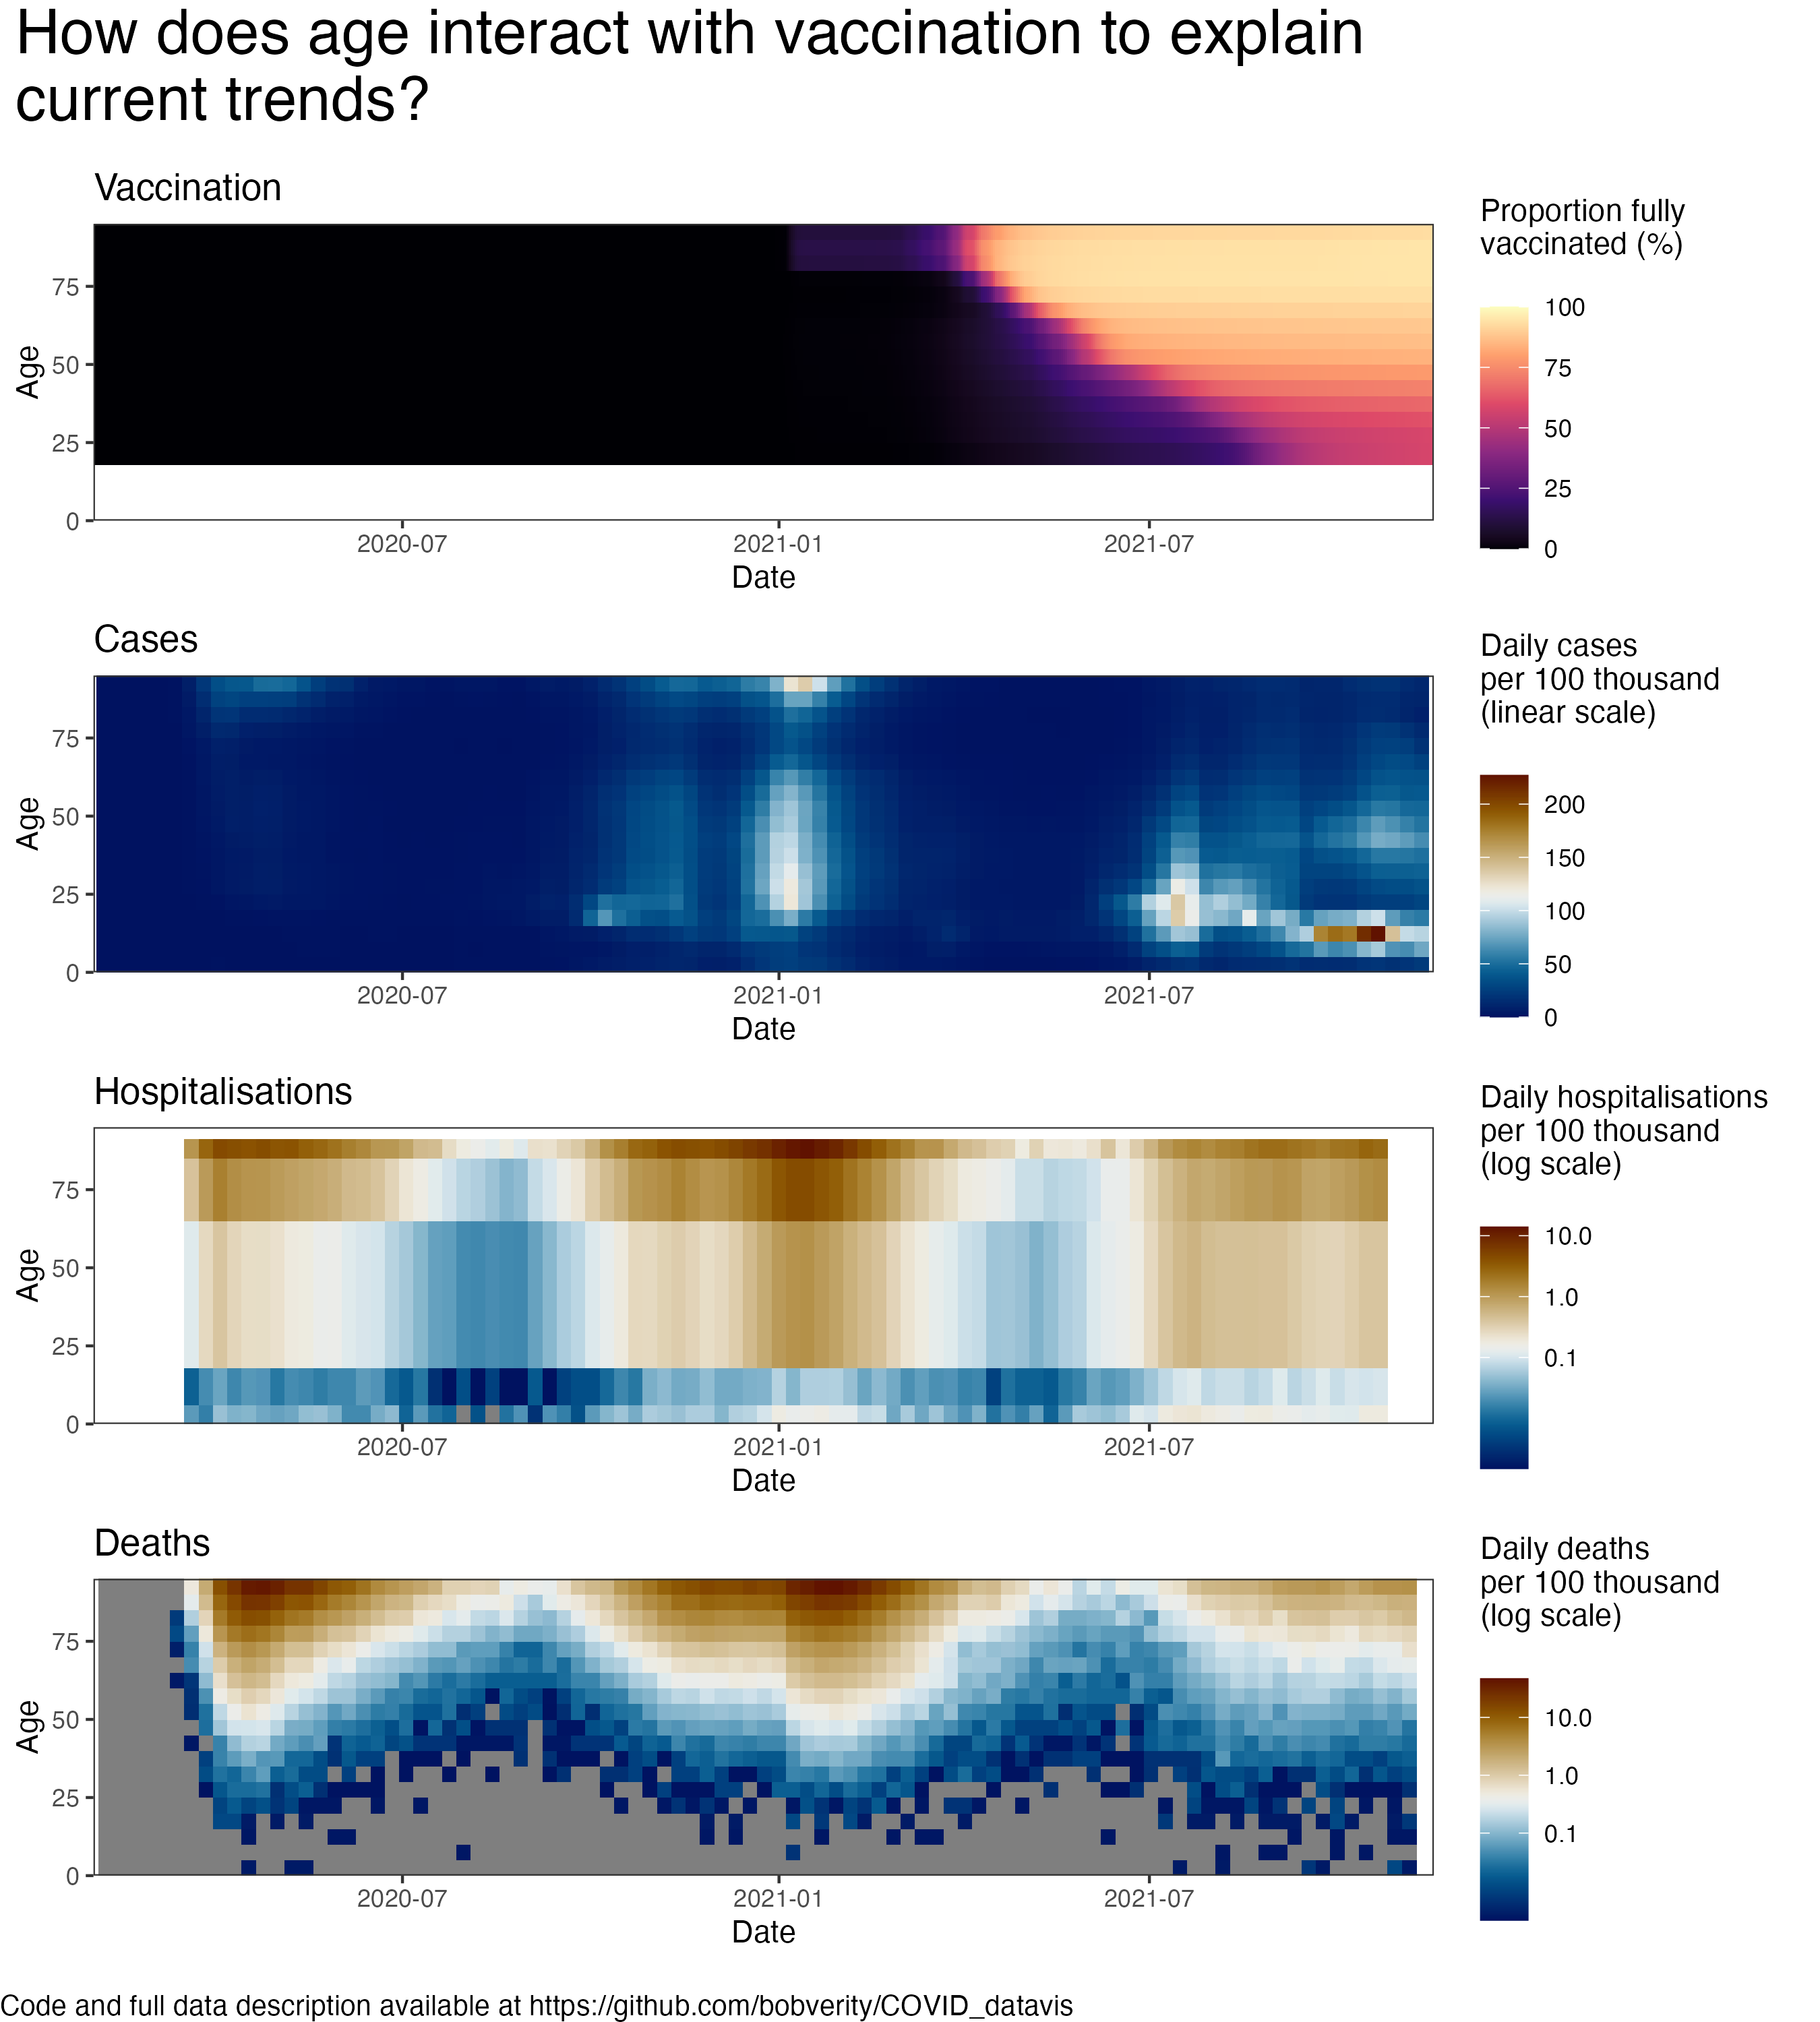 How does age interact with vaccination to explain
current trends?
Vaccination
Age
75
50
25
0
2020-07
2021-01
2021-07
Date
Proportion fully
vaccinated (%)
100
75
50
25
0
Cases
Age
75
50
25
0
2020-07
2021-01
2021-07
Date
Daily cases
per 100 thousand
(linear scale)
200
150
100
50
0
Hospitalisations
Age
75
50
25
0
2020-07
2021-01
2021-07
Date
Daily hospitalisations
per 100 thousand
(log scale)
10.0
1.0
0.1
Deaths
Age
75
50
25
0
2020-07
2021-01
2021-07
Date
Daily deaths
per 100 thousand
(log scale)
10.0
1.0
0.1
Code and full data description available at https://github.com/bobverity/COVID_datavis